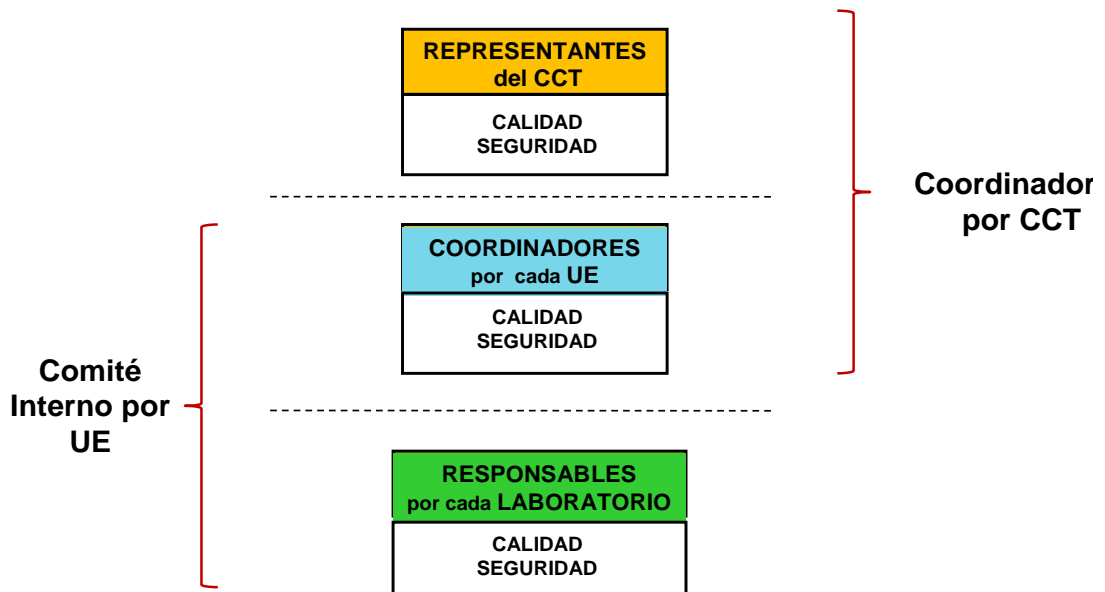 REPRESENTANTES
del CCT
CALIDAD
SEGURIDAD
Coordinador
por CCT
COORDINADORES
por cada UE
CALIDAD
SEGURIDAD
Comité
Interno por
UE
RESPONSABLES
por cada LABORATORIO
CALIDAD
SEGURIDAD